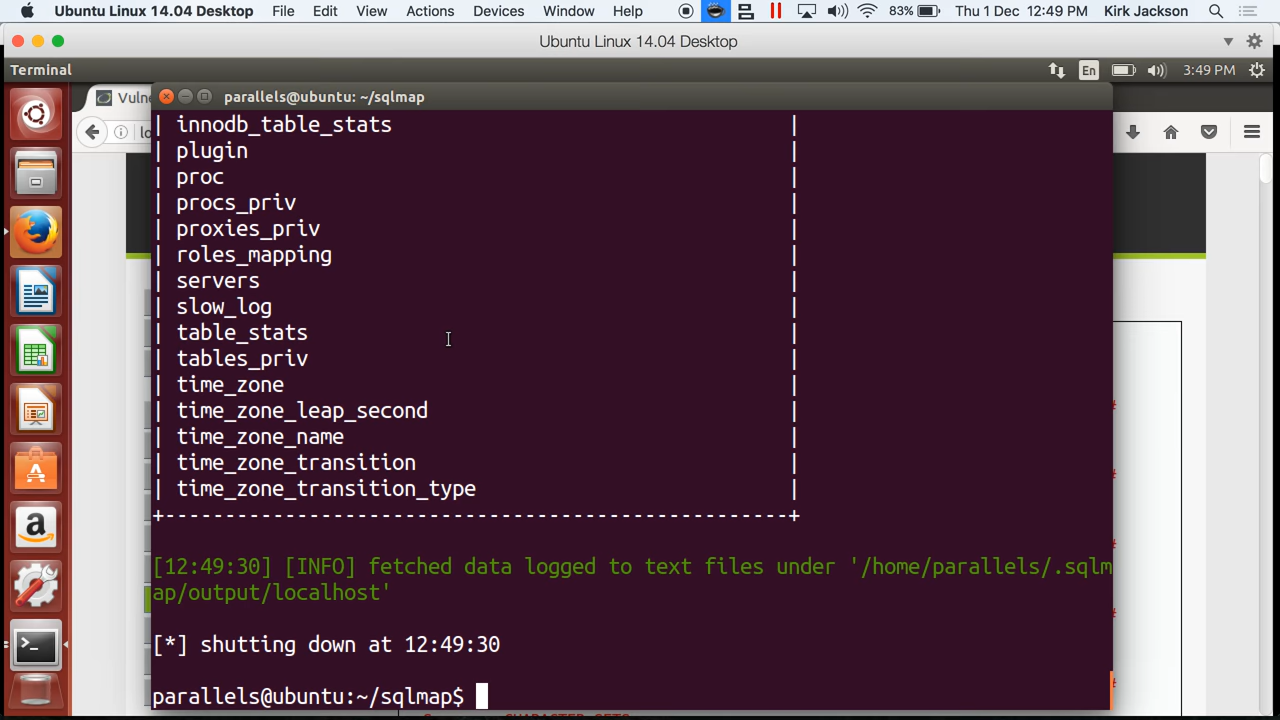 Ubuntu Linux 14.04 Desktop File Edit View Actions Devices Window Help 83% Thu 1 Dec 12:49 PM Kirk Jackson
Ubuntu Linux 14.04 Desktop
Terminal En 3:49 PM
Vuln
parallels@ubuntu: ~/sqlmap
| innodb_table_stats |
| plugin |
| proc |
| procs_priv |
| proxies_priv |
| roles_mapping |
| servers |
| slow_log |
| table_stats |
| tables_priv |
| time_zone |
| time_zone_leap_second |
| time_zone_name |
| time_zone_transition |
| time_zone_transition_type |
+----------------------------------------------------+
[12:49:30] [INFO] fetched data logged to text files under '/home/parallels/.sqlm
ap/output/localhost'
[*] shutting down at 12:49:30
parallels@ubuntu:~/sqlmap$